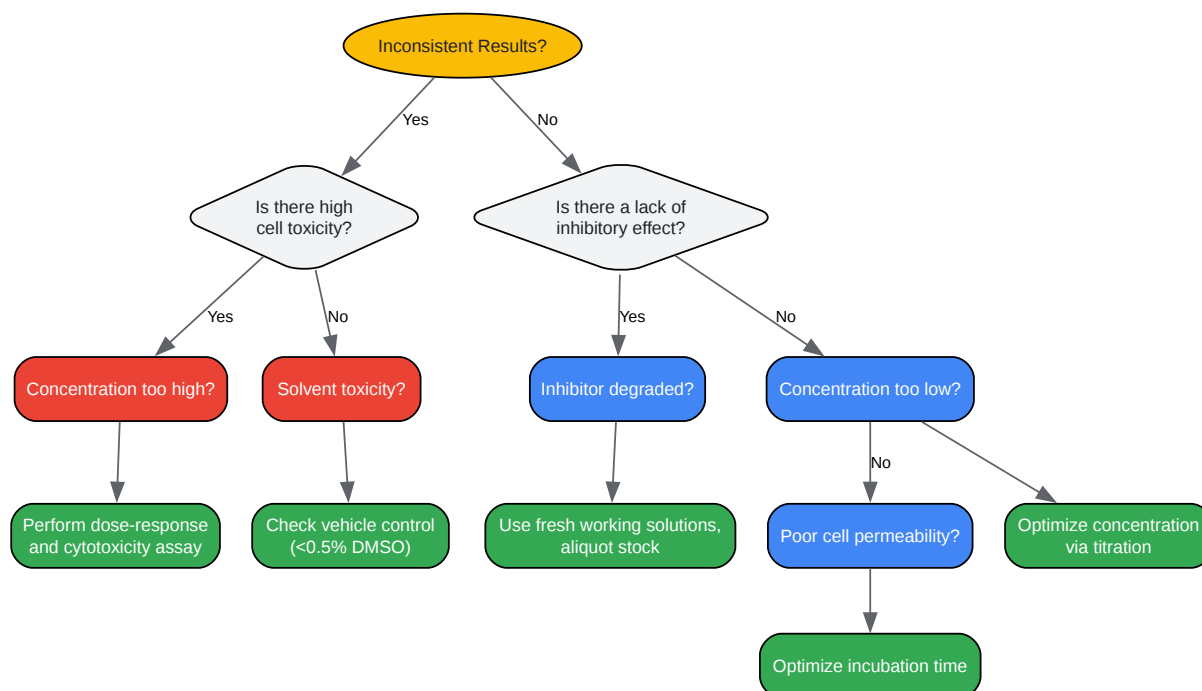 Inconsistent Results?
Yes
No
Is there high
cell toxicity?
Is there a lack of
inhibitory effect?
Yes
No
Yes
No
Concentration too high?
Solvent toxicity?
Inhibitor degraded?
Concentration too low?
No
Perform dose-response
and cytotoxicity assay
Check vehicle control
(<0.5% DMSO)
Use fresh working solutions,
aliquot stock
Poor cell permeability?
Optimize concentration
via titration
Optimize incubation time